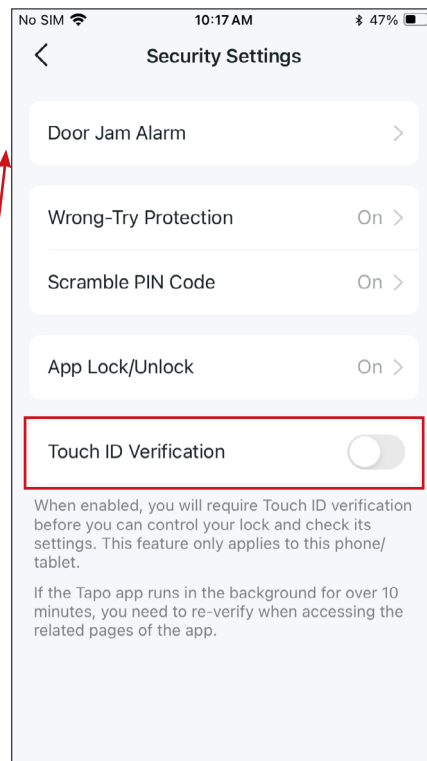 No SIM 10:17 AM 47%
Security Settings
Door Jam Alarm
Wrong-Try Protection On
Scramble PIN Code On
App Lock/Unlock On
Touch ID Verification
When enabled, you will require Touch ID verification
before you can control your lock and check its
settings. This feature only applies to this phone/
tablet.
If the Tapo app runs in the background for over 10
minutes, you need to re-verify when accessing the
related pages of the app.